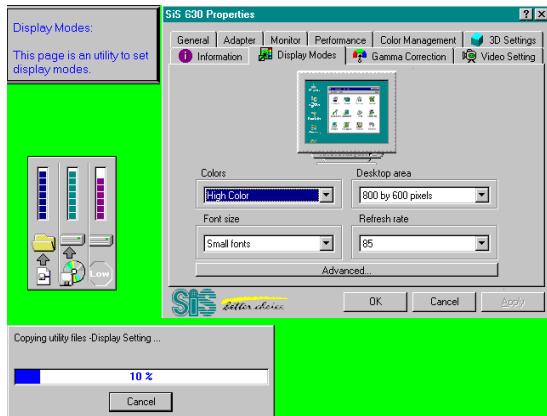 Display Modes:
This page is an utility to set
display modes.
SiS 630 Properties
General
Adapter
Monitor
Performance
Color Management
3D Settings
Information
Display Modes
Gamma Correction
Video Setting
Colors
Desktop area
High Color
800 by 600 pixels
Font size
Refresh rate
Small fonts
85
Advanced...
SiS
better choice
OK
Cancel
Apply
Low
Copying utility files -Display Setting ...
10 %
Cancel